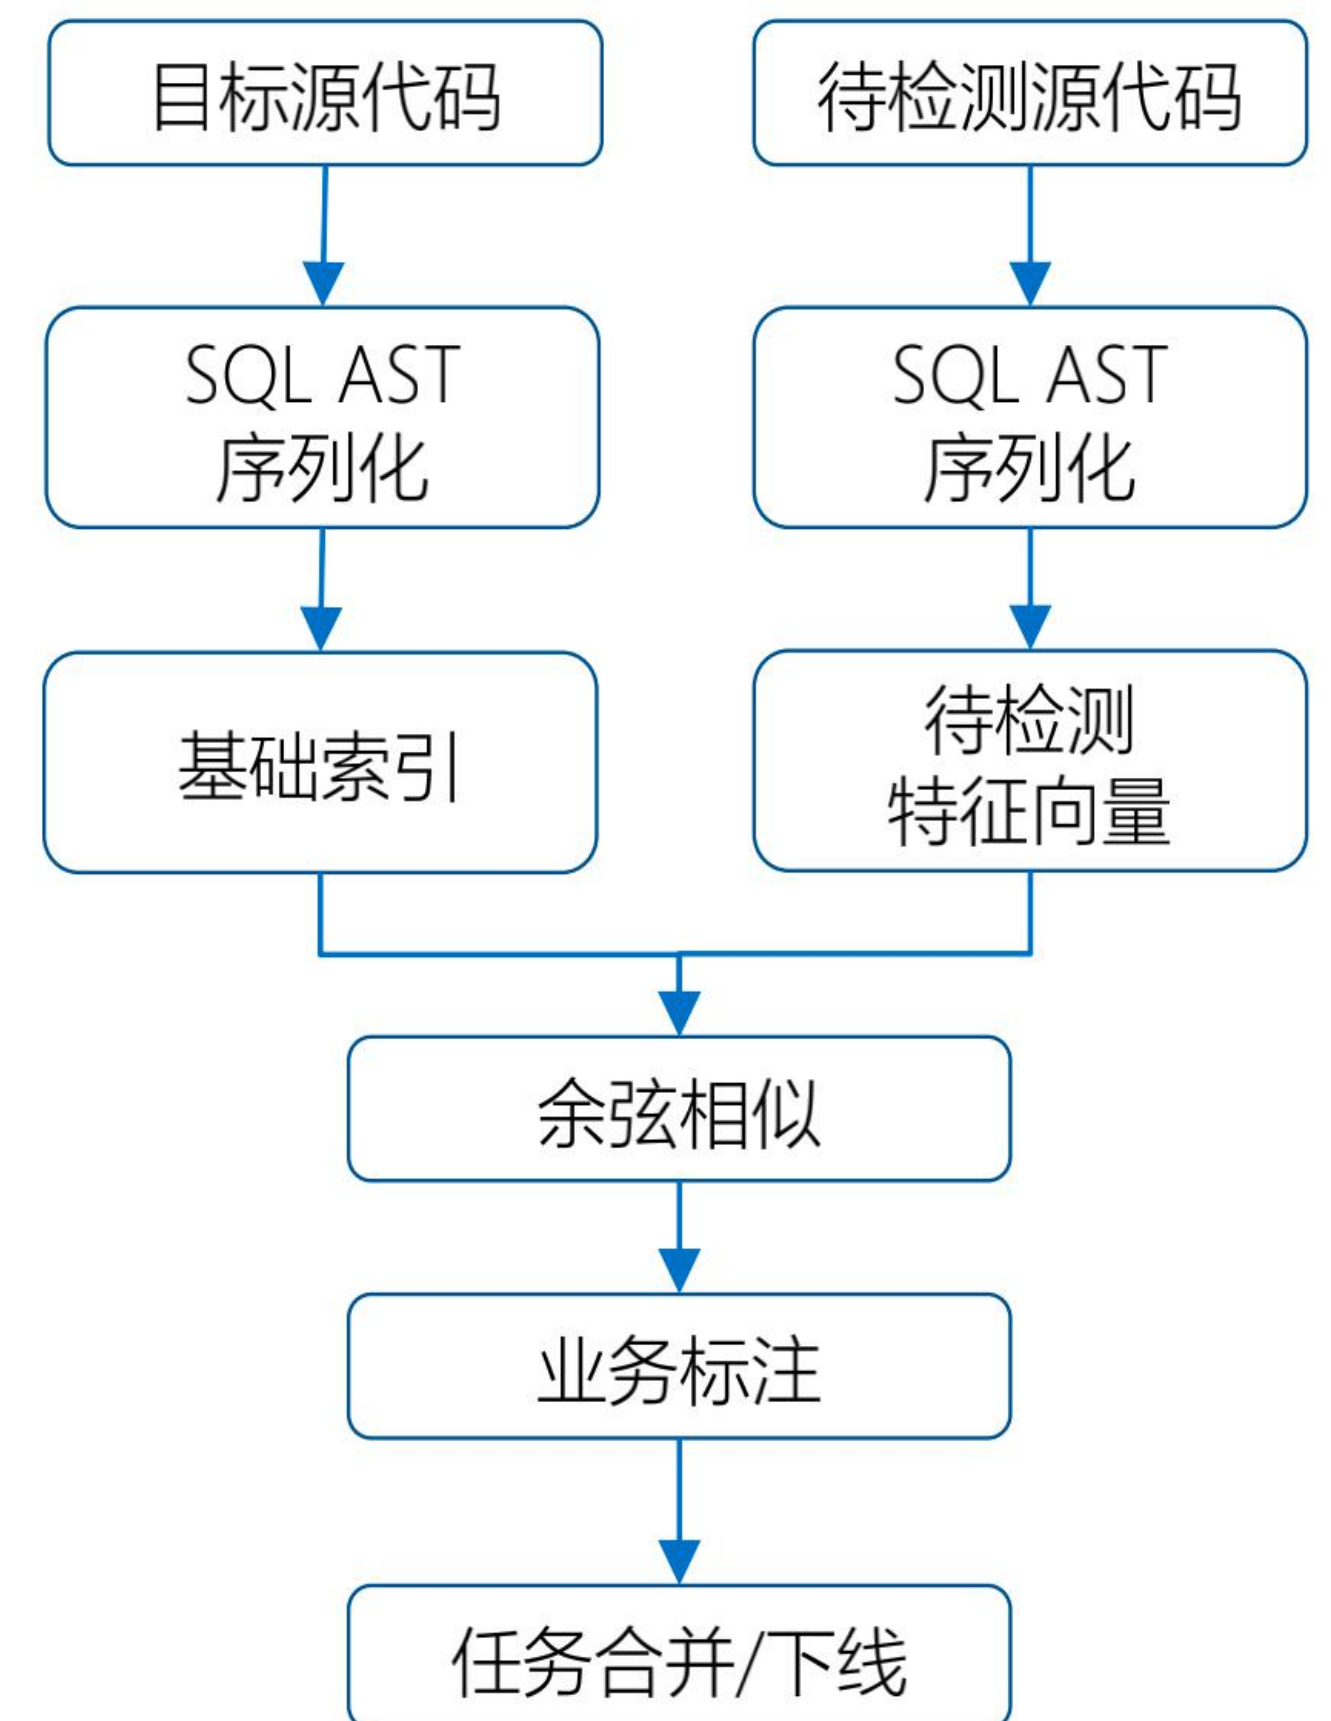 目标源代码
待检测源代码
SQL AST
序列化
SQL AST
序列化
基础索引
待检测
特征向量
余弦相似
业务标注
任务合并/下线